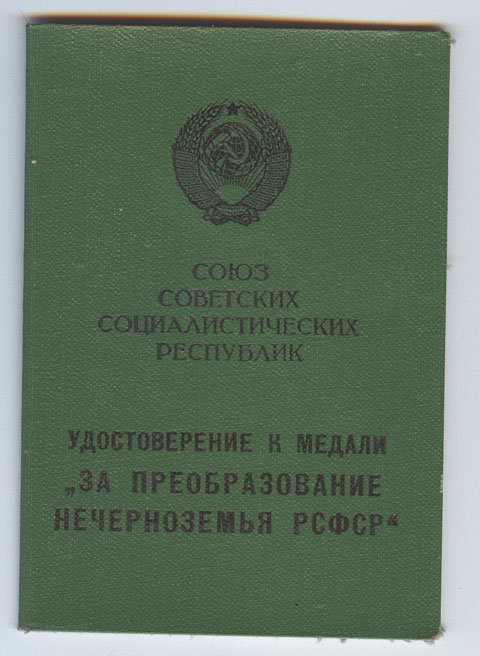 СОЮЗ
СОВЕТСКИХ
СОЦИАЛИСТИЧЕСКИХ
РЕСПУБЛИК
УДОСТОВЕРЕНИЕ К МЕДАЛИ
„ЗА ПРЕОБРАЗОВАНИЕ
НЕЧЕРНОЗЕМЬЯ РСФСР“